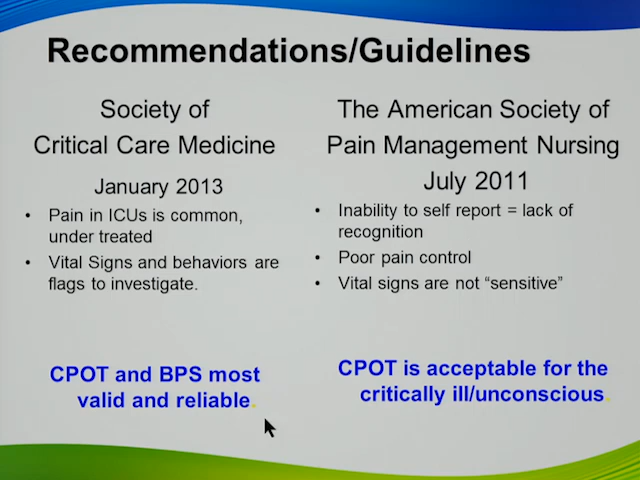 Recommendations/Guidelines
Society of
Critical Care Medicine
January 2013
• Pain in ICUs is common,
under treated
• Vital Signs and behaviors are
flags to investigate.
CPOT and BPS most
valid and reliable.
The American Society of
Pain Management Nursing
July 2011
• Inability to self report = lack of
recognition
• Poor pain control
• Vital signs are not “sensitive”
CPOT is acceptable for the
critically ill/unconscious.